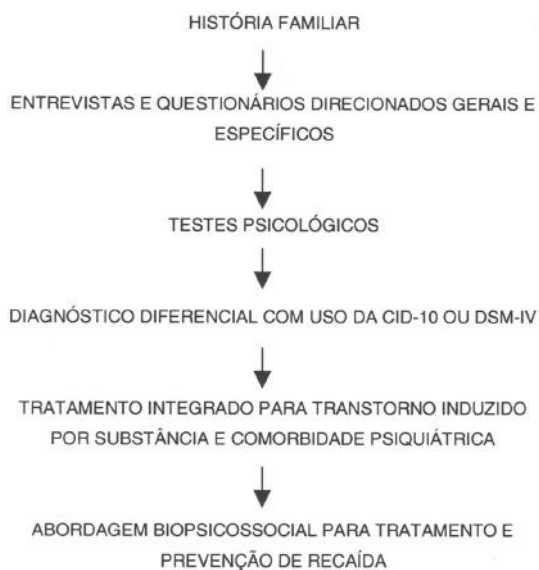 HISTÓRIA FAMILIAR
ENTREVISTAS E QUESTIONÁRIOS DIRECIONADOS GERAIS E
ESPECÍFICOS
TESTES PSICOLÓGICOS
DIAGNÓSTICO DIFERENCIAL COM USO DA CID-10 OU DSM-IV
TRATAMENTO INTEGRADO PARA TRANSTORNO INDUZIDO
POR SUBSTÂNCIA E COMORBIDADE PSIQUIÁTRICA
ABORDAGEM BIOPSICOSSOCIAL PARA TRATAMENTO E
PREVENÇÃO DE RECAÍDA